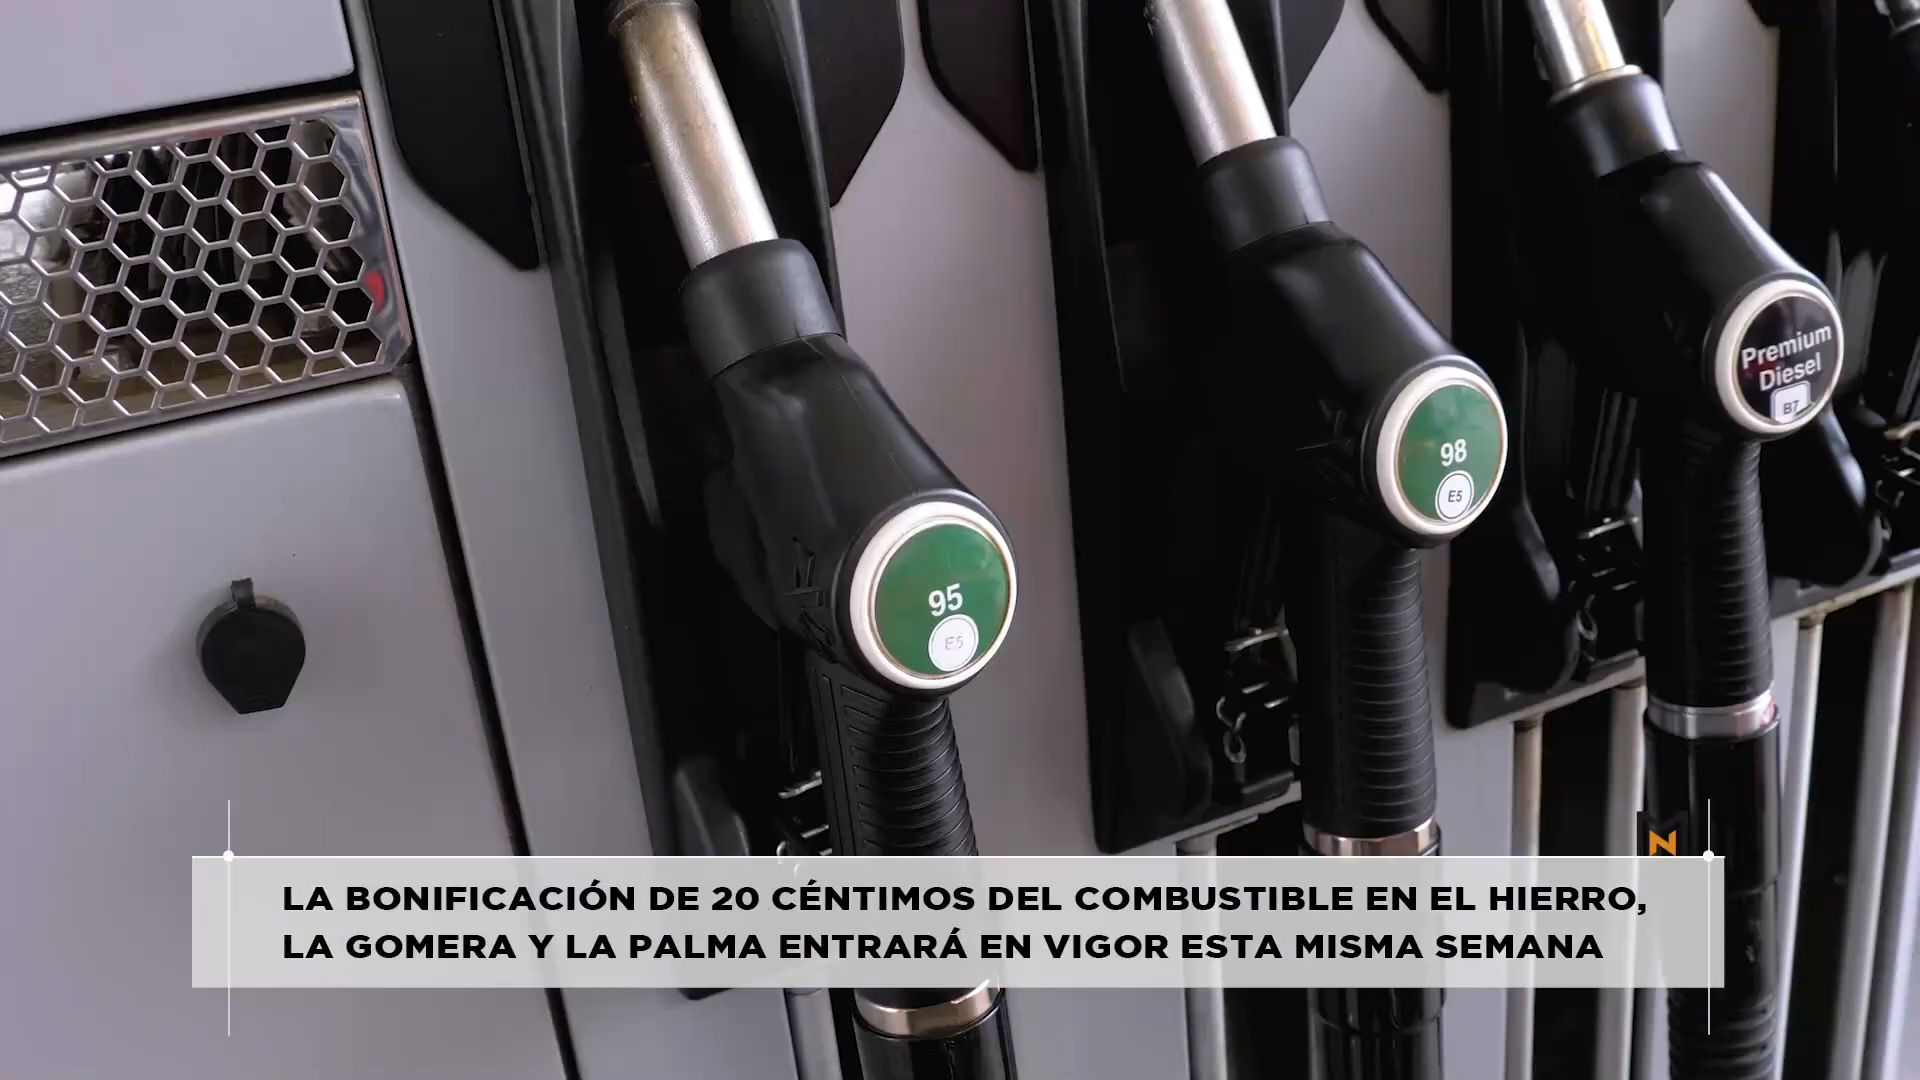 Premium
Diesel
B7
98
E5
95
E5
N
LA BONIFICACIÓN DE 20 CÉNTIMOS DEL COMBUSTIBLE EN EL HIERRO,
LA GOMERA Y LA PALMA ENTRARÁ EN VIGOR ESTA MISMA SEMANA